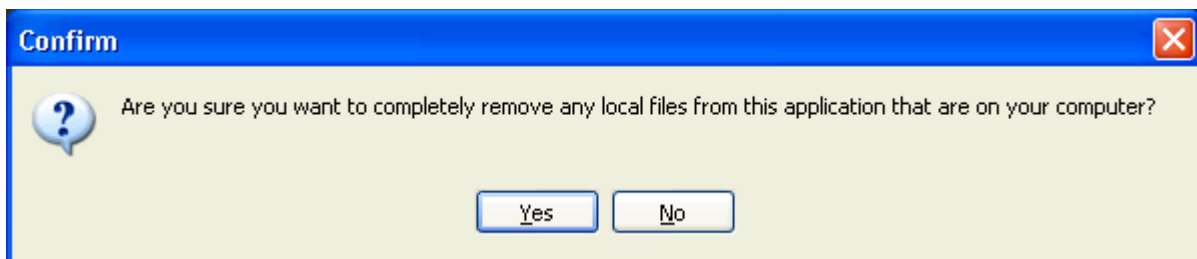 Confirm
Are you sure you want to completely remove any local files from this application that are on your computer?
Yes
No